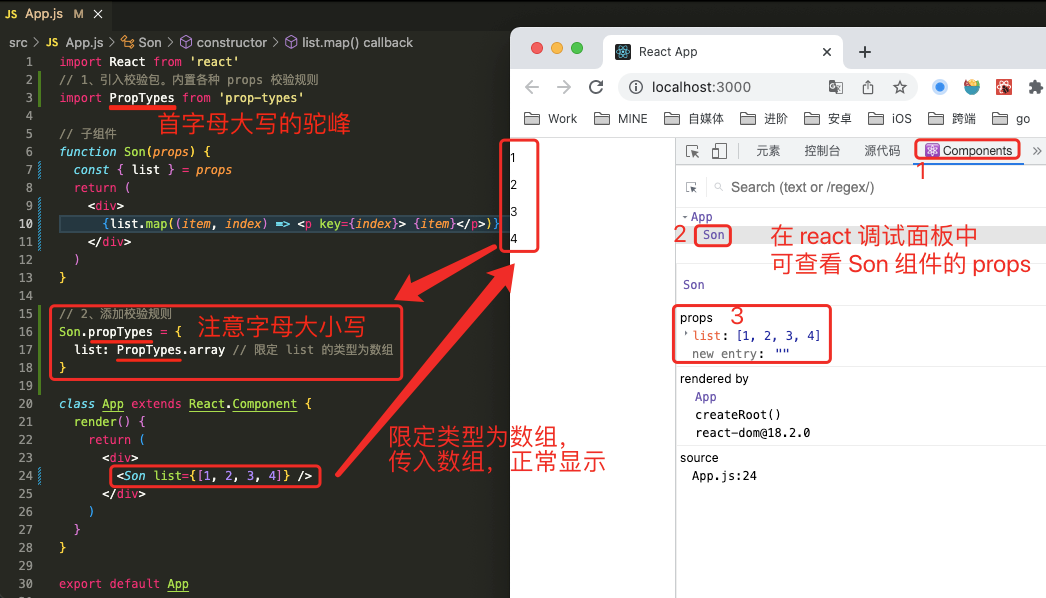 JS App.js M ×
src > JS App.js > Son > constructor > list.map() callback
1 import React from 'react'
2 // 1、引入校验包。内置各种 props 校验规则
3 import PropTypes from 'prop-types'
首字母大写的驼峰
4
5 // 子组件
6 function Son(props) {
7 const { list } = props
8 return (
9 <div>
10 {list.map((item, index) => <p key={index}> {item}</p>)}
11 </div>
12 )
13 }
14
15 // 2、添加校验规则
16 Son.propTypes = {
注意字母大小写
17 list: PropTypes.array // 限定 list 的类型为数组
18 }
19
20 class App extends React.Component {
21 render() {
22 return (
23 <div>
24 <Son list={[1, 2, 3, 4]} />
25 </div>
26 )
27 }
28 }
29
30 export default App
限定类型为数组，
传入数组，正常显示
React App × +
localhost:3000
Work MINE 自媒体 进阶 安卓 iOS 跨端 go
1
2
3
4
元素 控制台 源代码 Components »
1
Search (text or /regex/)
App
2 Son
在 react 调试面板中
可查看 Son 组件的 props
Son
props 3
list: [1, 2, 3, 4]
new entry: ""
rendered by
App
createRoot()
react-dom@18.2.0
source
App.js:24